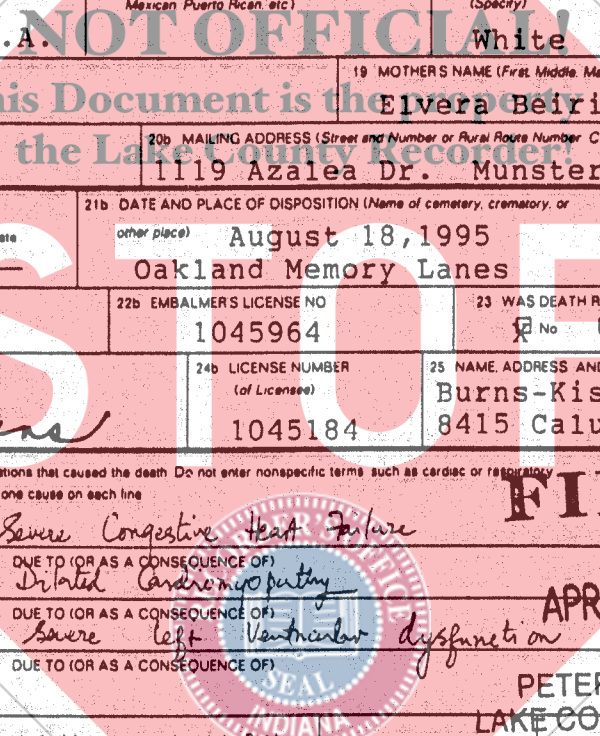 Mexican Puerto Rican, etc) (Specify)
NOT OFFICIAL!
.A. White
19 MOTHER'S NAME (First, Middle, Ma
This Document is the property of
Elvera Beiri
the Lake County Recorder!
20b MAILING ADDRESS (Street and Number or Rural Route Number C
1119 Azalea Dr. Munster
21b DATE AND PLACE OF DISPOSITION (Name of cemetery, crematory, or
other place) August 18,1995
ate
Oakland Memory Lanes
STOP
22b EMBALMER'S LICENSE NO 23 WAS DEATH R
1045964 No
24b LICENSE NUMBER 25 NAME, ADDRESS AND
(of Licensee) Burns-Kis
1045184 8415 Calu
ations that caused the death Do not enter nonspecific terms such as cardiac or respiratory
one cause on each line
FI
Severe Congestive Heart Failure
DUE TO (OR AS A CONSEQUENCE OF)
Dilated Cardiomyopathy
DUE TO (OR AS A CONSEQUENCE OF)
APR
Severe left Ventricular dysfunction
DUE TO (OR AS A CONSEQUENCE OF)
RECORDER'S OFFICE
SEAL
INDIANA
PETER
LAKE CO